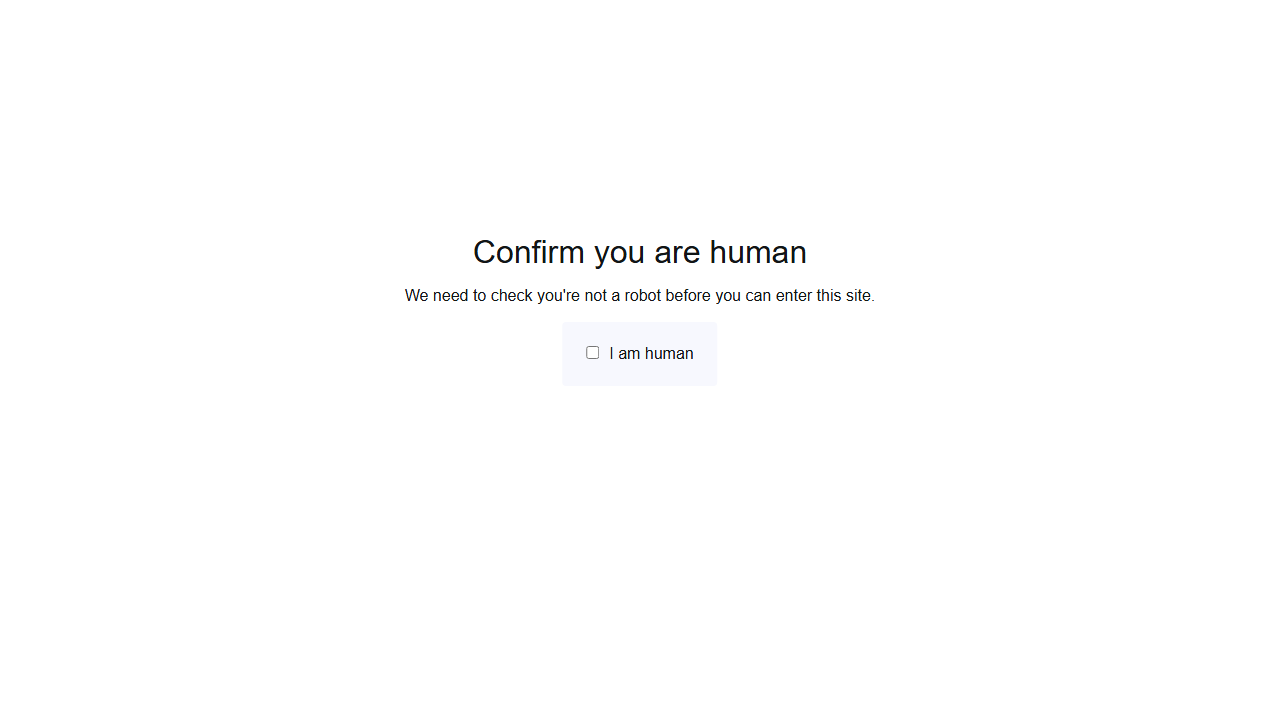 Confirm you are human
We need to check you're not a robot before you can enter this site.
I am human